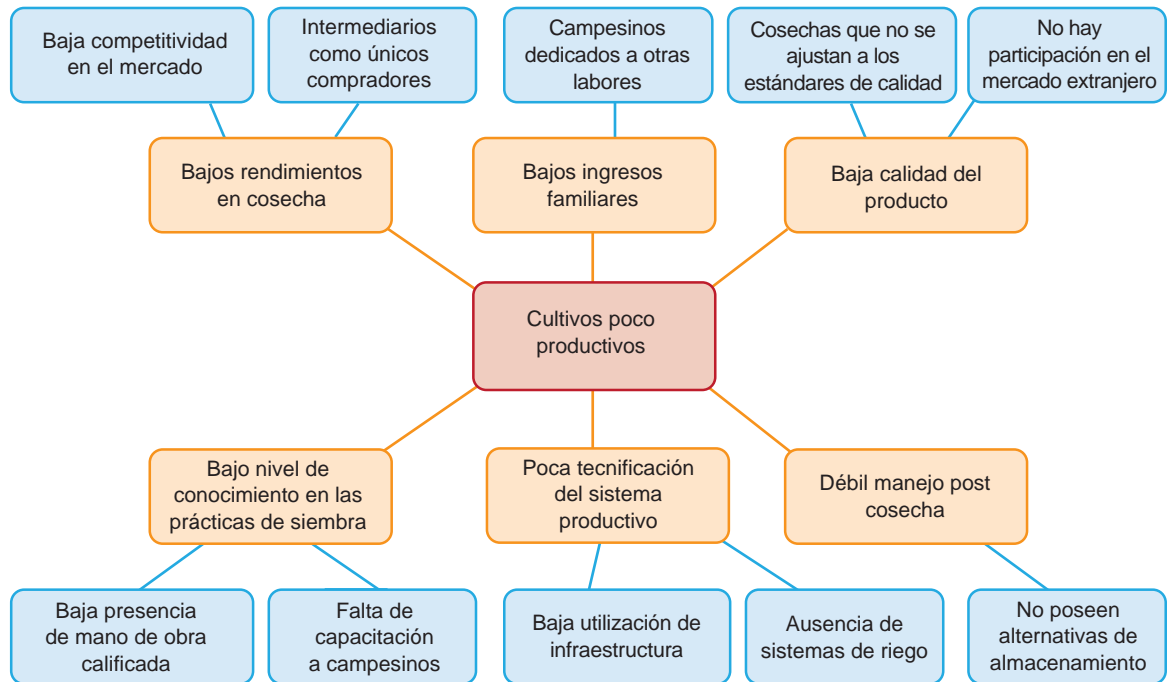 Baja competitividad
en el mercado
Intermediarios
como únicos
compradores
Campesinos
dedicados a otras
labores
Cosechas que no se
ajustan a los
estándares de calidad
No hay
participación en el
mercado extranjero
Bajos rendimientos
en cosecha
Bajos ingresos
familiares
Baja calidad del
producto
Cultivos poco
productivos
Bajo nivel de
conocimiento en las
prácticas de siembra
Poca tecnificación
del sistema
productivo
Débil manejo post
cosecha
Baja presencia
de mano de obra
calificada
Falta de
capacitación
a campesinos
Baja utilización de
infraestructura
Ausencia de
sistemas de riego
No poseen
alternativas de
almacenamiento